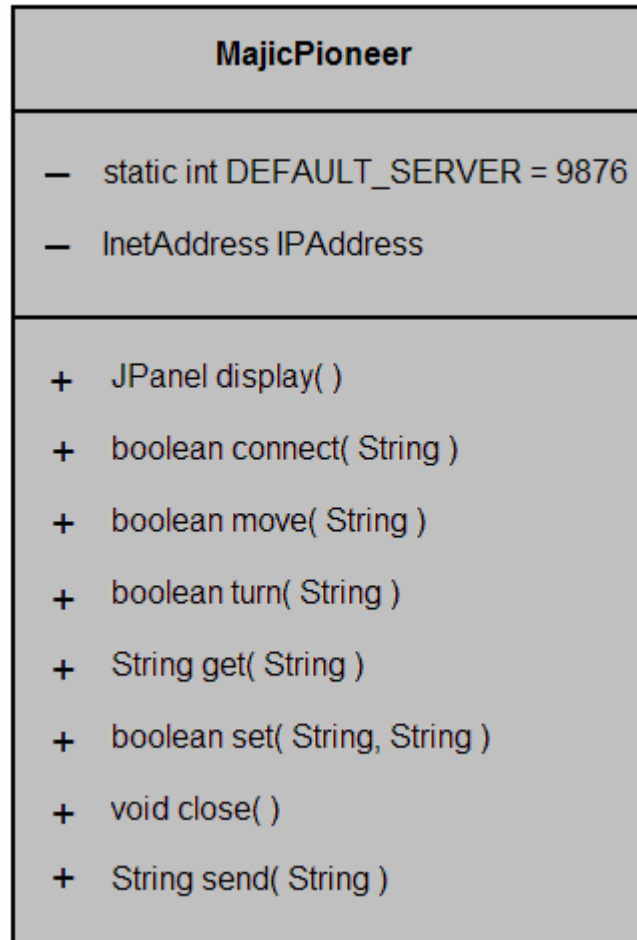 MajicPioneer
– static int DEFAULT_SERVER = 9876
– InetAddress IPAddress
+ JPanel display( )
+ boolean connect( String )
+ boolean move( String )
+ boolean turn( String )
+ String get( String )
+ boolean set( String, String )
+ void close( )
+ String send( String )